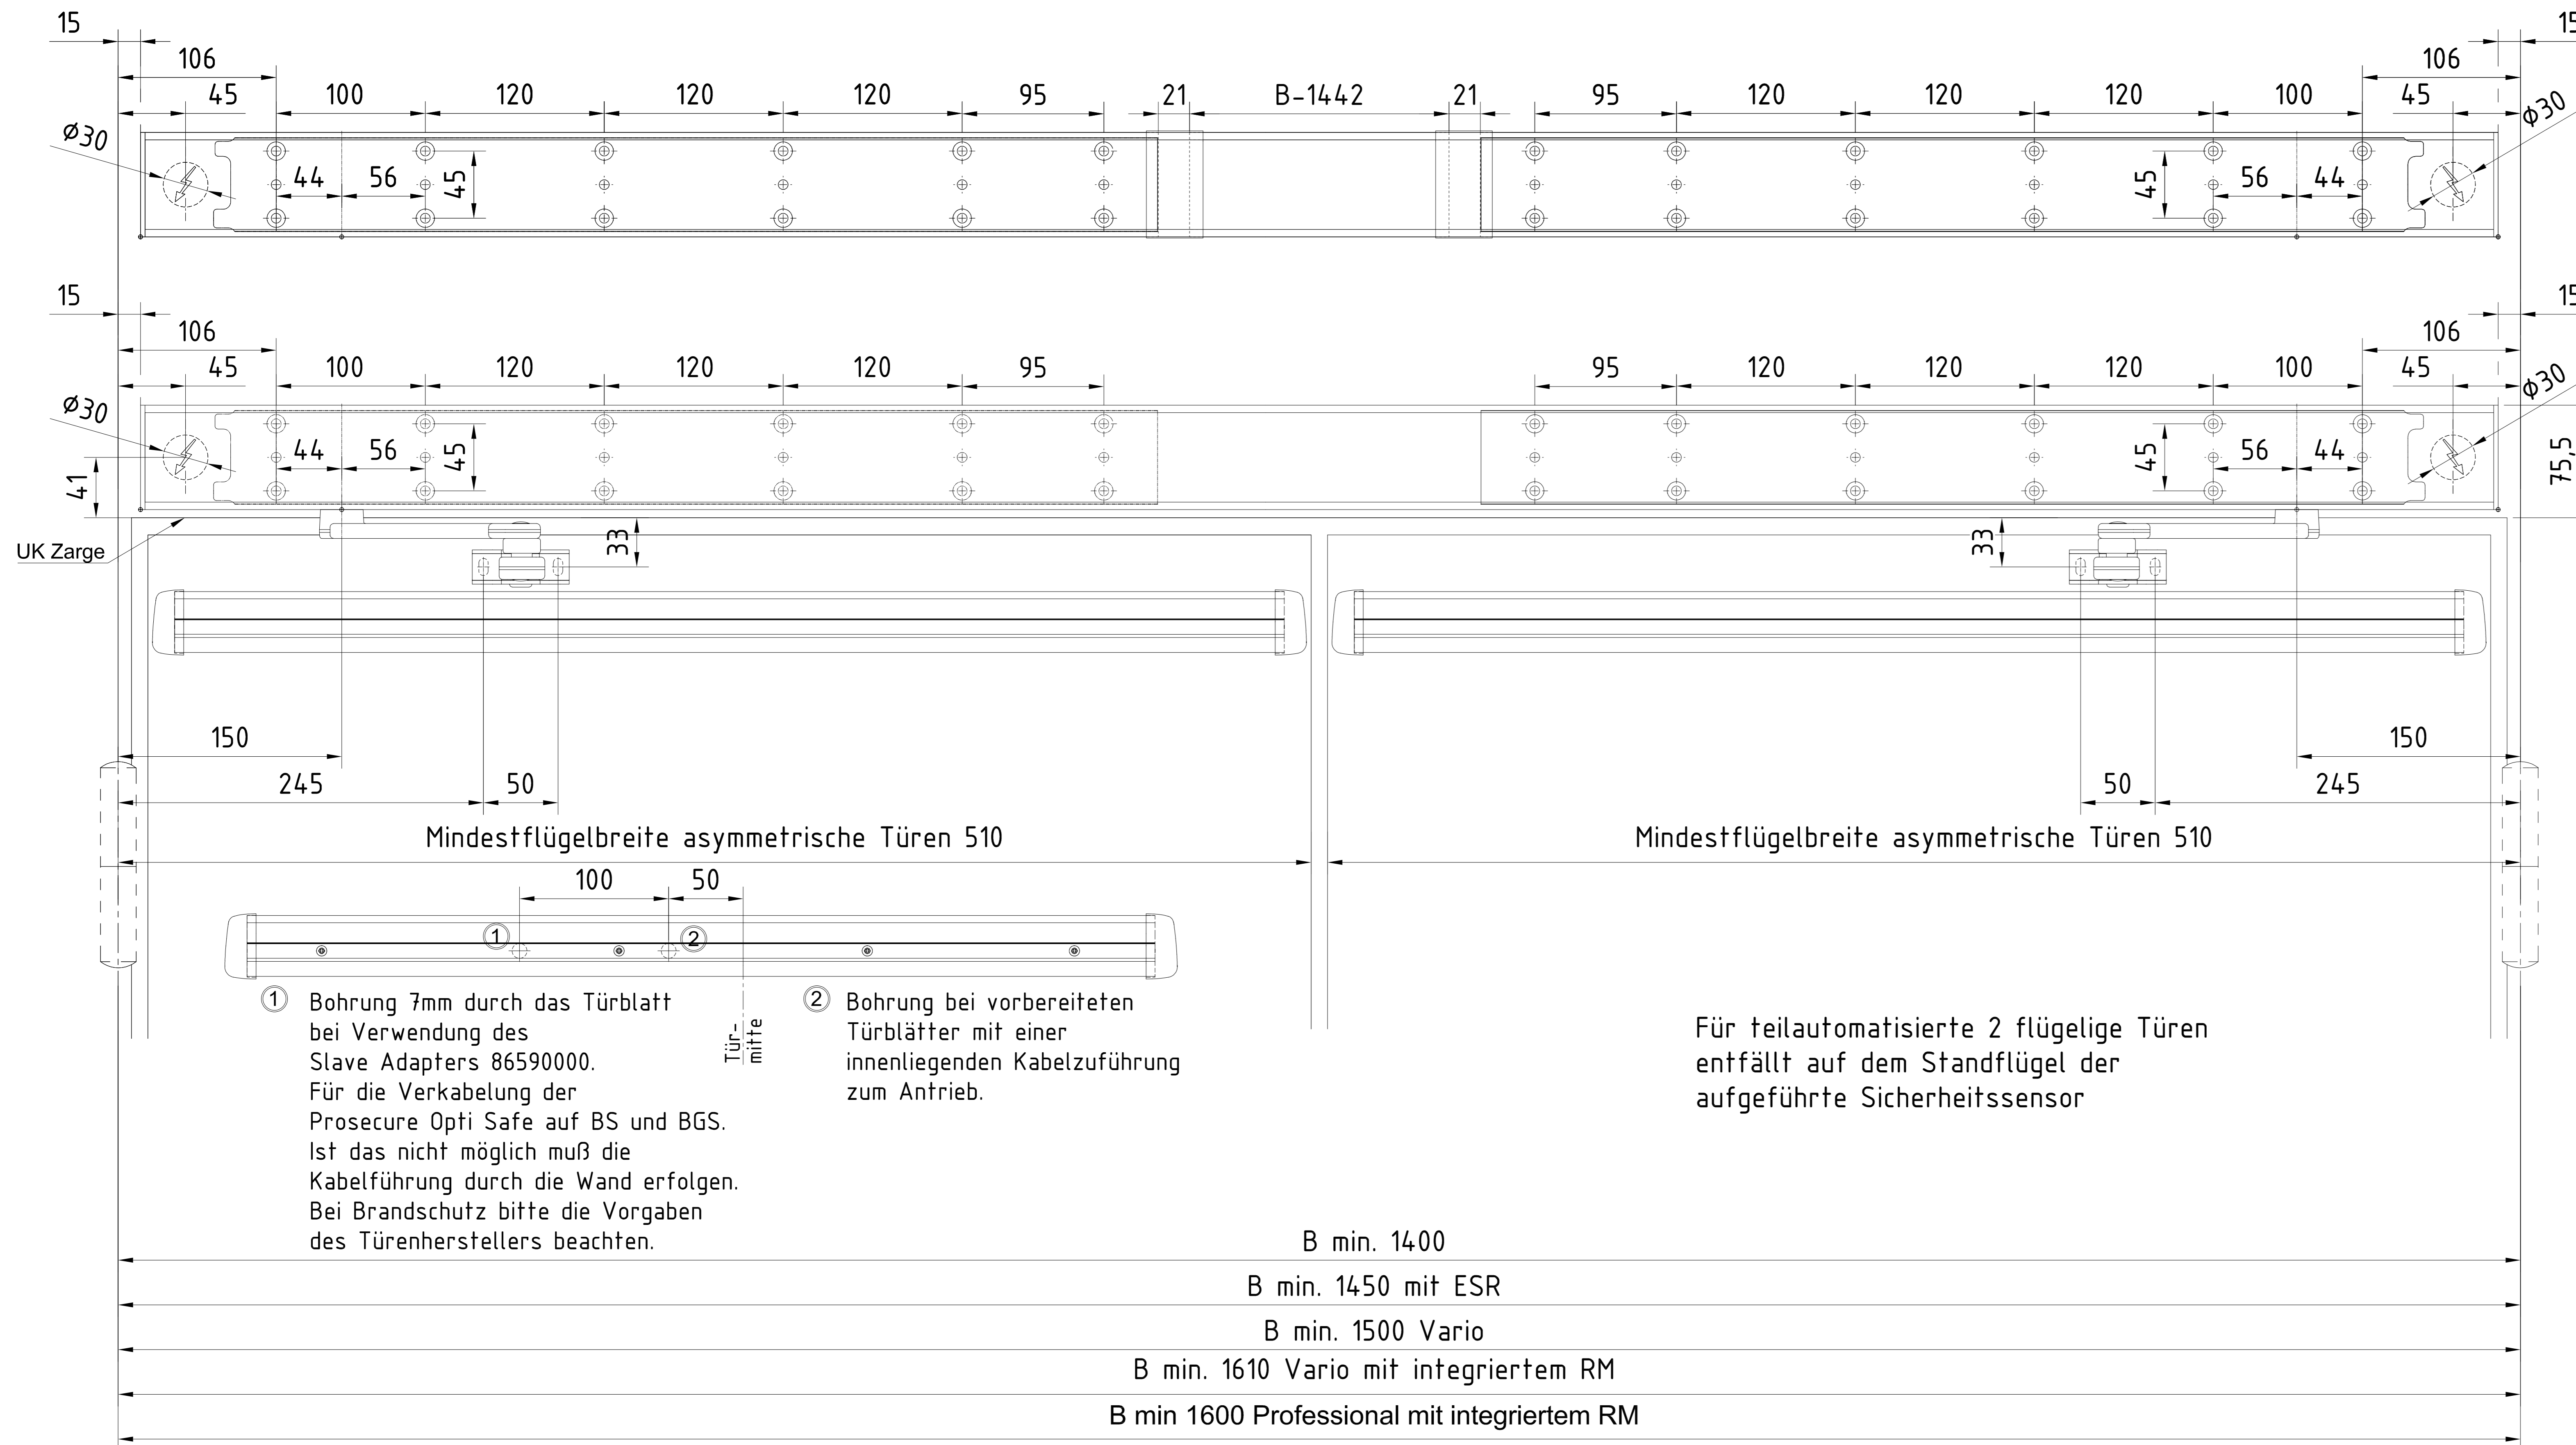 15
15
106
106
45
100
120
120
120
95
21
B-1442
21
95
120
120
120
100
45
ø30
ø30
44
56
45
45
56
44
15
15
106
106
45
100
120
120
120
95
95
120
120
120
100
45
ø30
ø30
44
56
45
45
56
44
41
75,5
UK Zarge
33
33
150
150
245
50
50
245
Mindestflügelbreite asymmetrische Türen 510
Mindestflügelbreite asymmetrische Türen 510
100
50
1
2
Tür-
mitte
1
Bohrung 7mm durch das Türblatt
bei Verwendung des
Slave Adapters 86590000.
Für die Verkabelung der
Prosecure Opti Safe auf BS und BGS.
Ist das nicht möglich muß die
Kabelführung durch die Wand erfolgen.
Bei Brandschutz bitte die Vorgaben
des Türenherstellers beachten.
2
Bohrung bei vorbereiteten
Türblätter mit einer
innenliegenden Kabelzuführung
zum Antrieb.
Für teilautomatisierte 2 flügelige Türen
entfällt auf dem Standflügel der
aufgeführte Sicherheitssensor
B min. 1400
B min. 1450 mit ESR
B min. 1500 Vario
B min. 1610 Vario mit integriertem RM
B min 1600 Professional mit integriertem RM